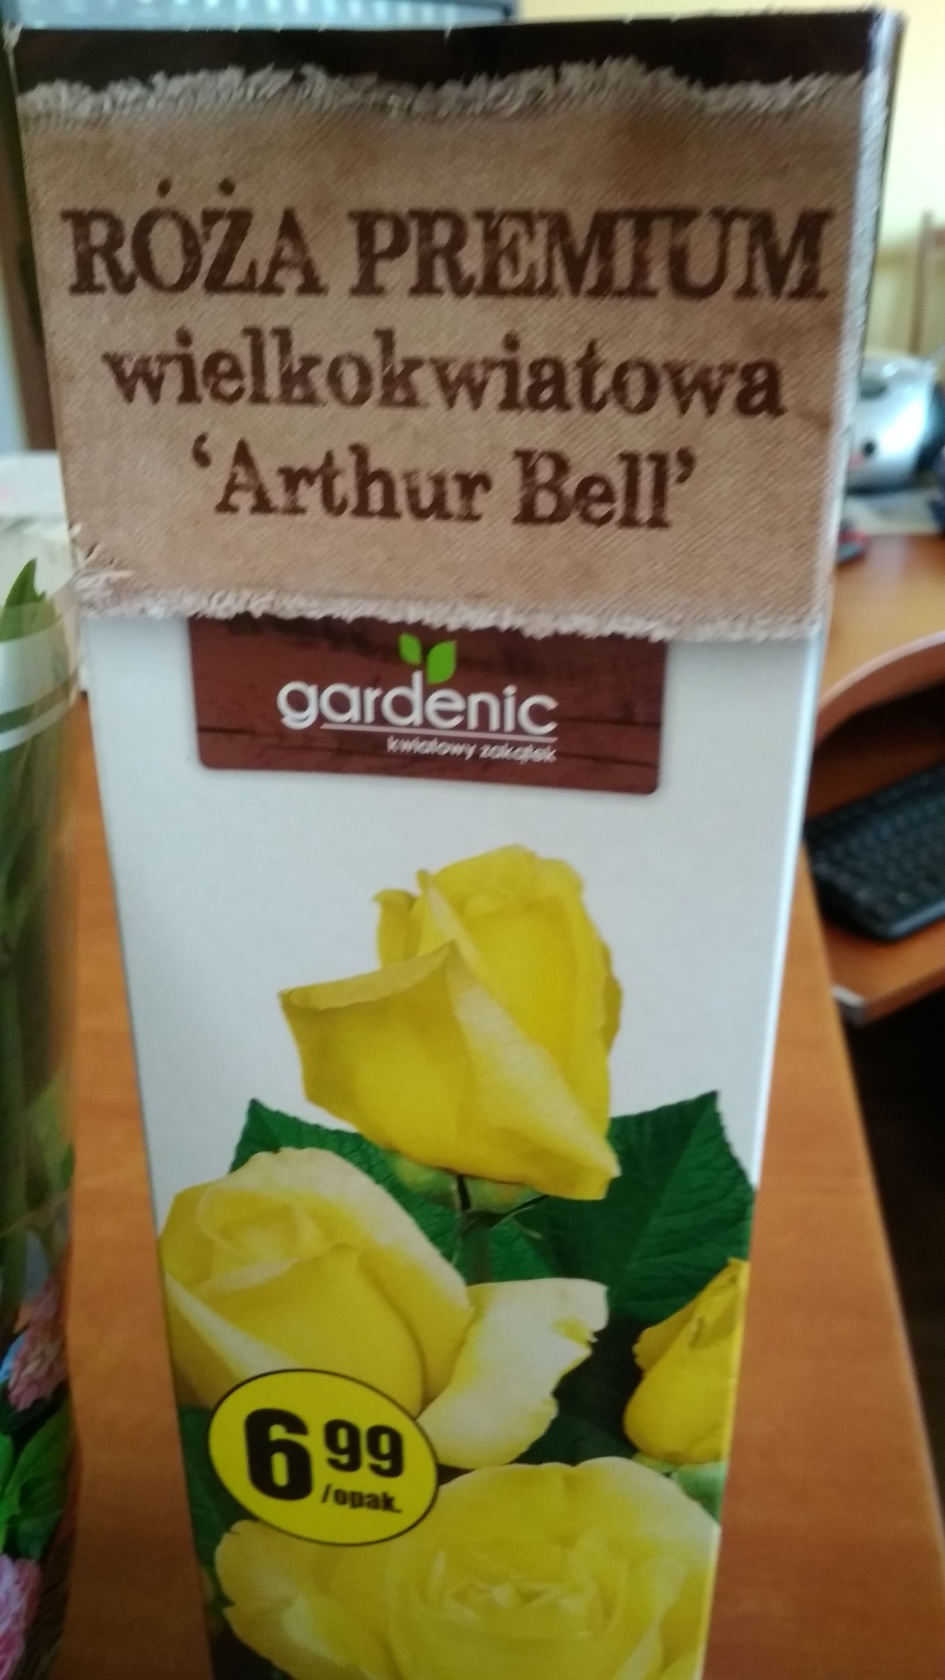 RÓŻA PREMIUM
wielkokwiatowa
‘Arthur Bell’
gardenic
kwiatowy zakątek
6 99
/opak.